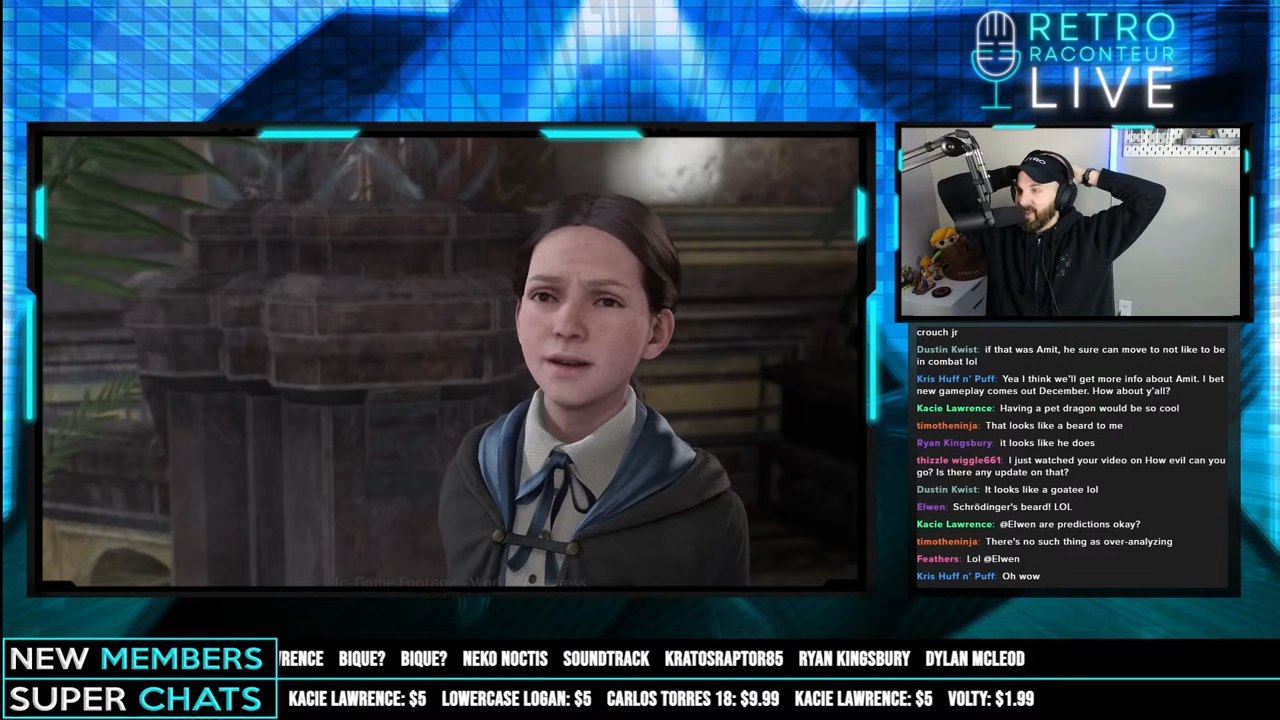 RETRO
RACONTEUR
LIVE
crouch jr
Dustin Kwist: if that was Amit, he sure can move to not like to be
in combat lol
Kris Huff n' Puff: Yea I think we'll get more info about Amit. I bet
new gameplay comes out December. How about y'all?
Kacie Lawrence: Having a pet dragon would be so cool
timotheninja: That looks like a beard to me
Ryan Kingsbury: it looks like he does
thizzle wiggle661: I just watched your video on How evil can you
go? Is there any update on that?
Dustin Kwist: It looks like a goatee lol
Elwen: Schrödinger's beard! LOL
Kacie Lawrence: @Elwen are predictions okay?
timotheninja: There's no such thing as over-analyzing
Feathers: Lol @Elwen
Kris Huff n' Puff: Oh wow
In-Game Footage - Work in Progress
NEW MEMBERS
RENCE BIQUE? BIQUE? NEKO NOCTIS SOUNDTRACK KRATOSRAPTOR85 RYAN KINGSBURY DYLAN MCLEOD
SUPER CHATS
KACIE LAWRENCE: $5 LOWERCASE LOGAN: $5 CARLOS TORRES 18: $9.99 KACIE LAWRENCE: $5 VOLTY: $1.99